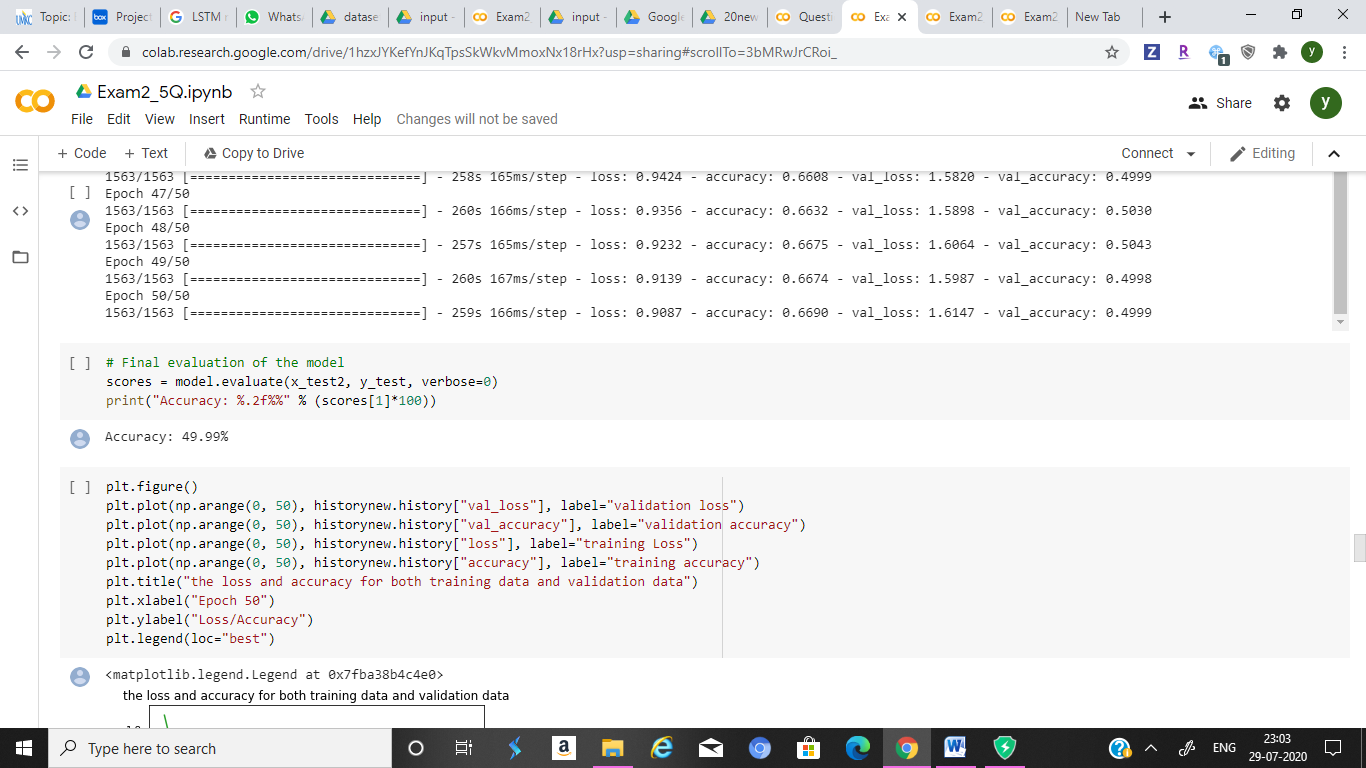 Topic: box Project G LSTM r Whats datase input - Exam2 input - Google 20new Questi Exa Exam2 Exam2 New Tab
colab.research.google.com/drive/1hzxJYKefYnJKqTpsSkWkvMmoxNx18rHx?usp=sharing#scrollTo=3bMRwJrCRoi_ Z R 1 y
Exam2_5Q.ipynb
Share y
File Edit View Insert Runtime Tools Help Changes will not be saved
+ Code + Text Copy to Drive Connect Editing
1563/1563 [==============================] - 258s 165ms/step - loss: 0.9424 - accuracy: 0.6608 - val_loss: 1.5820 - val_accuracy: 0.4999
[ ] Epoch 47/50
1563/1563 [==============================] - 260s 166ms/step - loss: 0.9356 - accuracy: 0.6632 - val_loss: 1.5898 - val_accuracy: 0.5030
Epoch 48/50
1563/1563 [==============================] - 257s 165ms/step - loss: 0.9232 - accuracy: 0.6675 - val_loss: 1.6064 - val_accuracy: 0.5043
Epoch 49/50
1563/1563 [==============================] - 260s 167ms/step - loss: 0.9139 - accuracy: 0.6674 - val_loss: 1.5987 - val_accuracy: 0.4998
Epoch 50/50
1563/1563 [==============================] - 259s 166ms/step - loss: 0.9087 - accuracy: 0.6690 - val_loss: 1.6147 - val_accuracy: 0.4999
[ ] # Final evaluation of the model
scores = model.evaluate(x_test2, y_test, verbose=0)
print("Accuracy: %.2f%%" % (scores[1]*100))
Accuracy: 49.99%
[ ] plt.figure()
plt.plot(np.arange(0, 50), historynew.history["val_loss"], label="validation loss")
plt.plot(np.arange(0, 50), historynew.history["val_accuracy"], label="validation accuracy")
plt.plot(np.arange(0, 50), historynew.history["loss"], label="training Loss")
plt.plot(np.arange(0, 50), historynew.history["accuracy"], label="training accuracy")
plt.title("the loss and accuracy for both training data and validation data")
plt.xlabel("Epoch 50")
plt.ylabel("Loss/Accuracy")
plt.legend(loc="best")
<matplotlib.legend.Legend at 0x7fba38b4c4e0>
the loss and accuracy for both training data and validation data
Type here to search a W ENG 23:03
29-07-2020